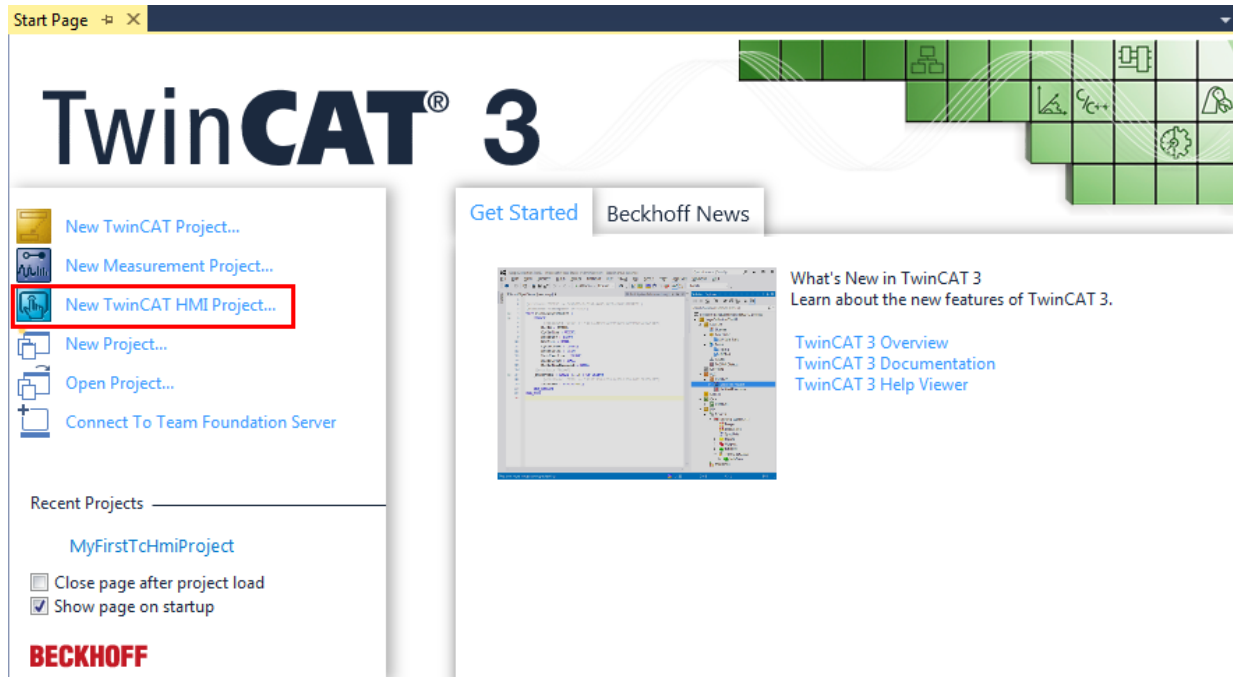 Start Page
TwinCAT® 3
C/C++
New TwinCAT Project...
New Measurement Project...
New TwinCAT HMI Project...
New Project...
Open Project...
Connect To Team Foundation Server
Recent Projects
MyFirstTcHmiProject
Close page after project load
Show page on startup
BECKHOFF
Get Started
Beckhoff News
What's New in TwinCAT 3
Learn about the new features of TwinCAT 3.
TwinCAT 3 Overview
TwinCAT 3 Documentation
TwinCAT 3 Help Viewer